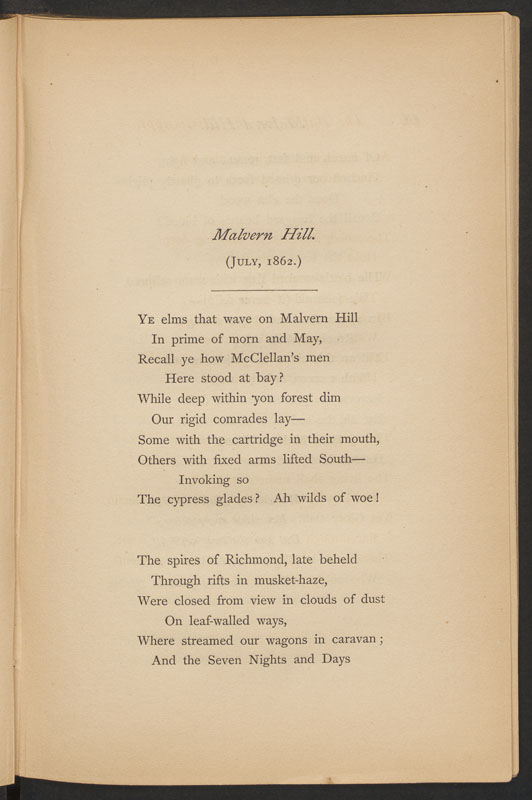 Malvern Hill.
(July, 1862.)
Ye elms that wave on Malvern Hill
In prime of morn and May,
Recall ye how McClellan's men
Here stood at bay?
While deep within yon forest dim
Our rigid comrades lay—
Some with the cartridge in their mouth,
Others with fixed arms lifted South—
Invoking so
The cypress glades? Ah wilds of woe!
The spires of Richmond, late beheld
Through rifts in musket-haze,
Were closed from view in clouds of dust
On leaf-walled ways,
Where streamed our wagons in caravan;
And the Seven Nights and Days